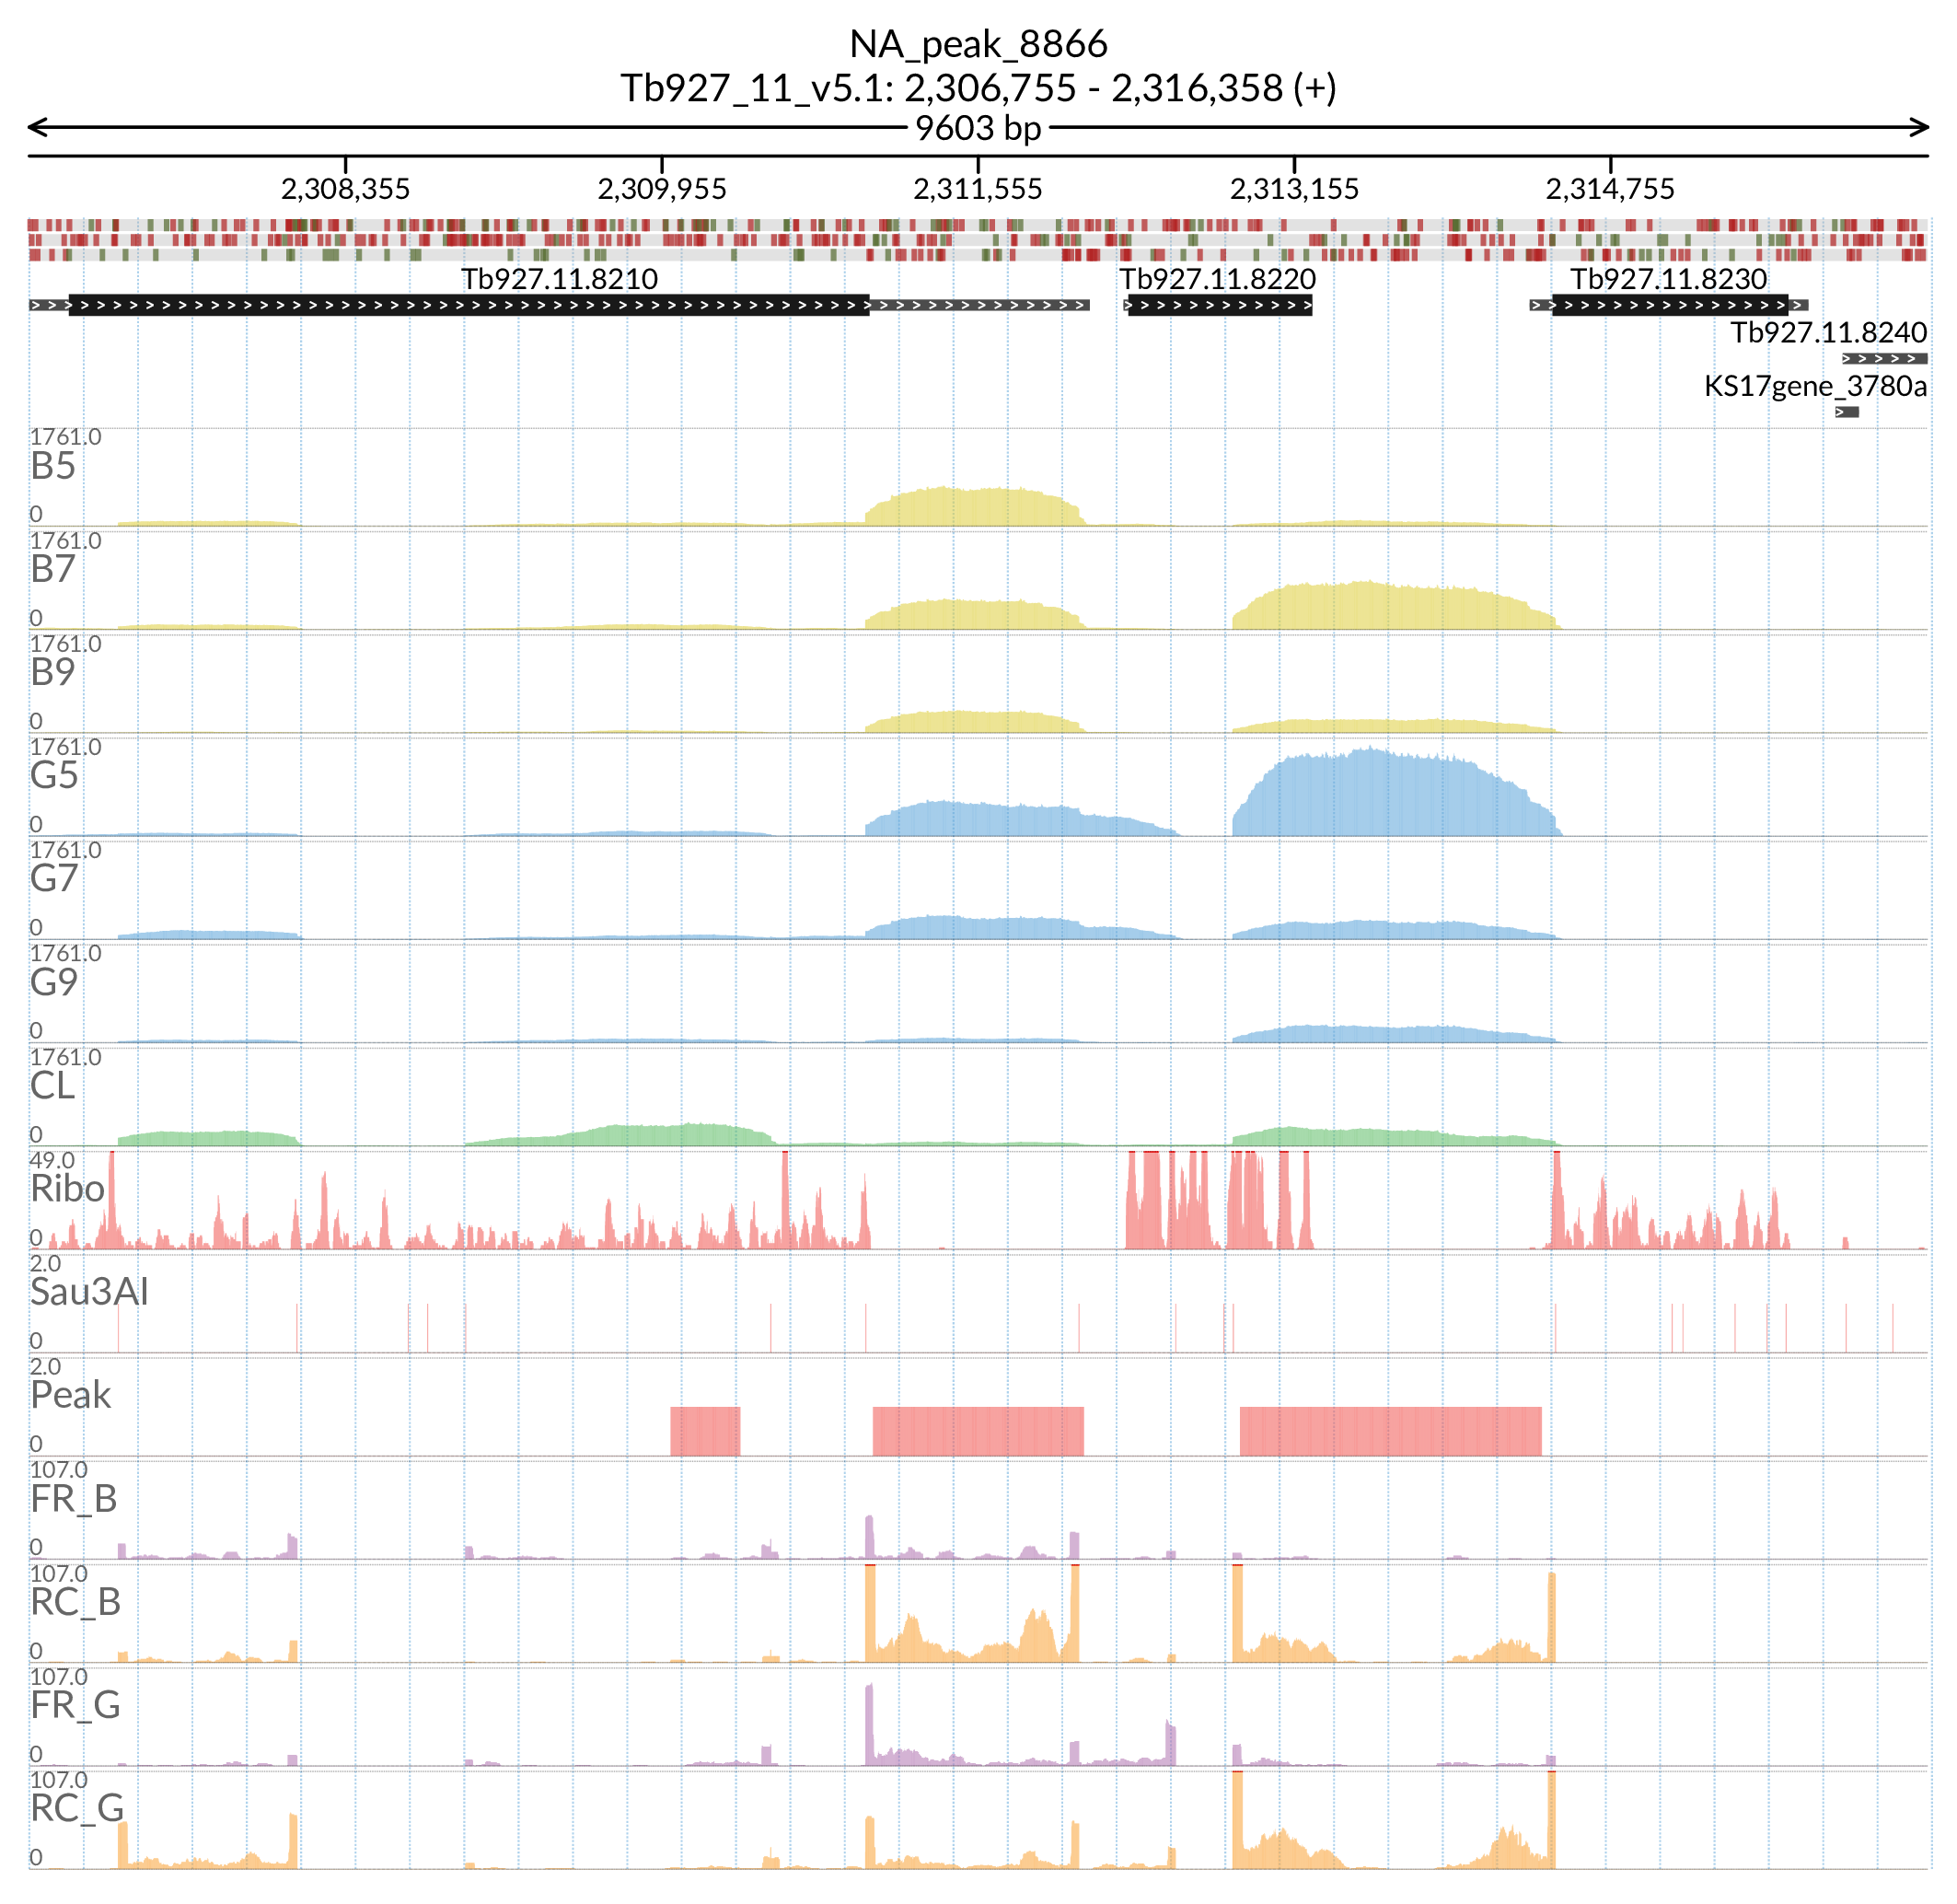 NA_peak_8866
Tb927_11_v5.1: 2,306,755 - 2,316,358 (+)
9603 bp
2,308,355 2,309,955 2,311,555 2,313,155 2,314,755
Tb927.11.8210 Tb927.11.8220 Tb927.11.8230
Tb927.11.8240
KS17gene_3780a
1761.0
B5
0
1761.0
B7
0
1761.0
B9
0
1761.0
G5
0
1761.0
G7
0
1761.0
G9
0
1761.0
CL
0
49.0
Ribo
0
2.0
Sau3AI
0
2.0
Peak
0
107.0
FR_B
0
107.0
RC_B
0
107.0
FR_G
0
107.0
RC_G
0